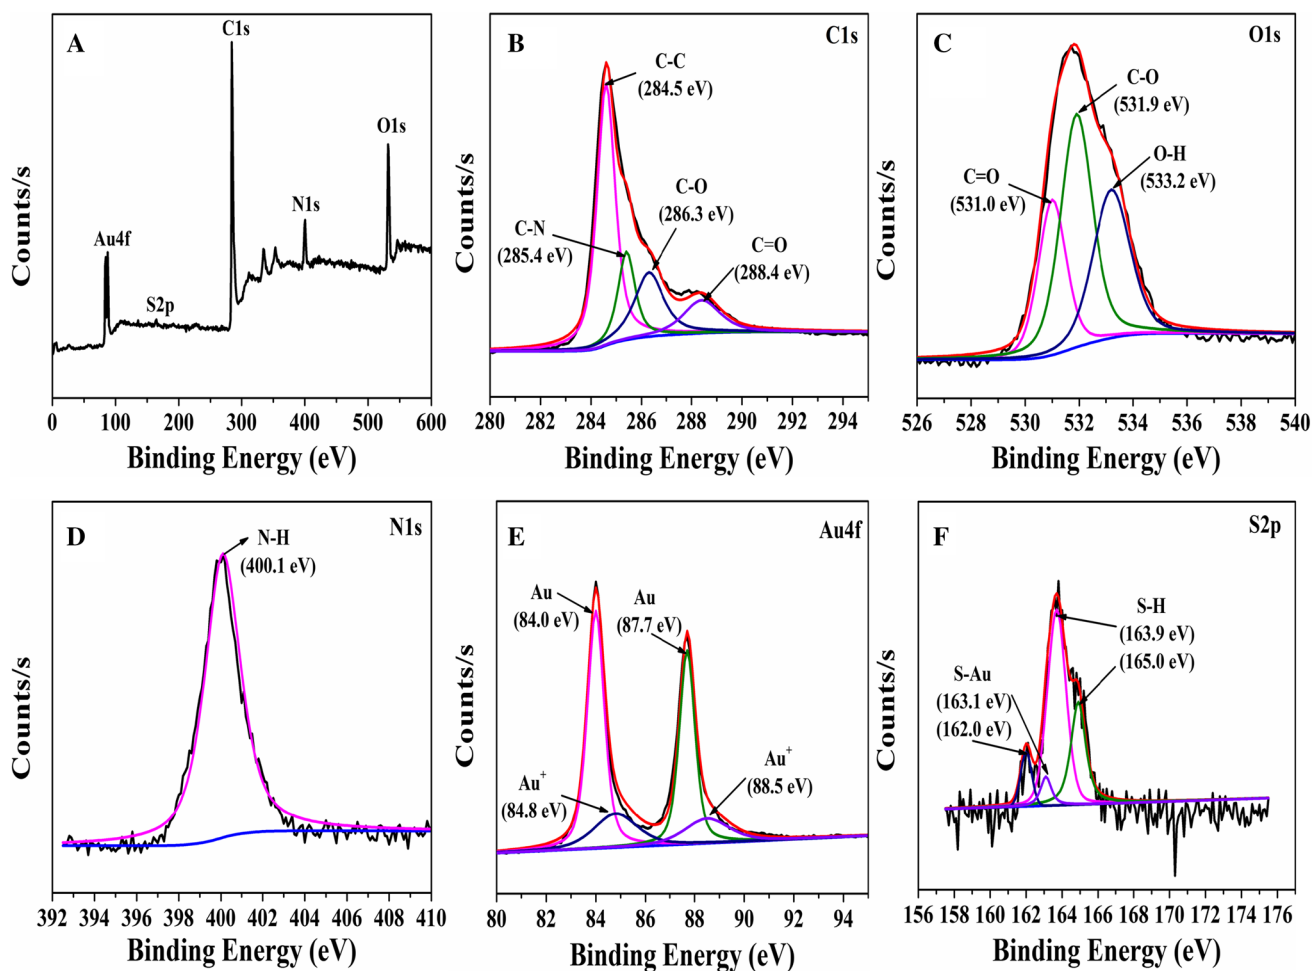 A
C1s
O1s
N1s
Au4f
S2p
Counts/s
0 100 200 300 400 500 600
Binding Energy (eV)
B
C1s
C-C
(284.5 eV)
C-O
(286.3 eV)
C-N
(285.4 eV)
C=O
(288.4 eV)
Counts/s
280 282 284 286 288 290 292 294
Binding Energy (eV)
C
O1s
C-O
(531.9 eV)
O-H
(533.2 eV)
C=O
(531.0 eV)
Counts/s
526 528 530 532 534 536 538 540
Binding Energy (eV)
D
N1s
N-H
(400.1 eV)
Counts/s
392 394 396 398 400 402 404 406 408 410
Binding Energy (eV)
E
Au4f
Au
(84.0 eV)
Au
(87.7 eV)
Au+
(84.8 eV)
Au+
(88.5 eV)
Counts/s
80 82 84 86 88 90 92 94
Binding Energy (eV)
F
S2p
S-H
(163.9 eV)
(165.0 eV)
S-Au
(163.1 eV)
(162.0 eV)
Counts/s
156 158 160 162 164 166 168 170 172 174 176
Binding Energy (eV)